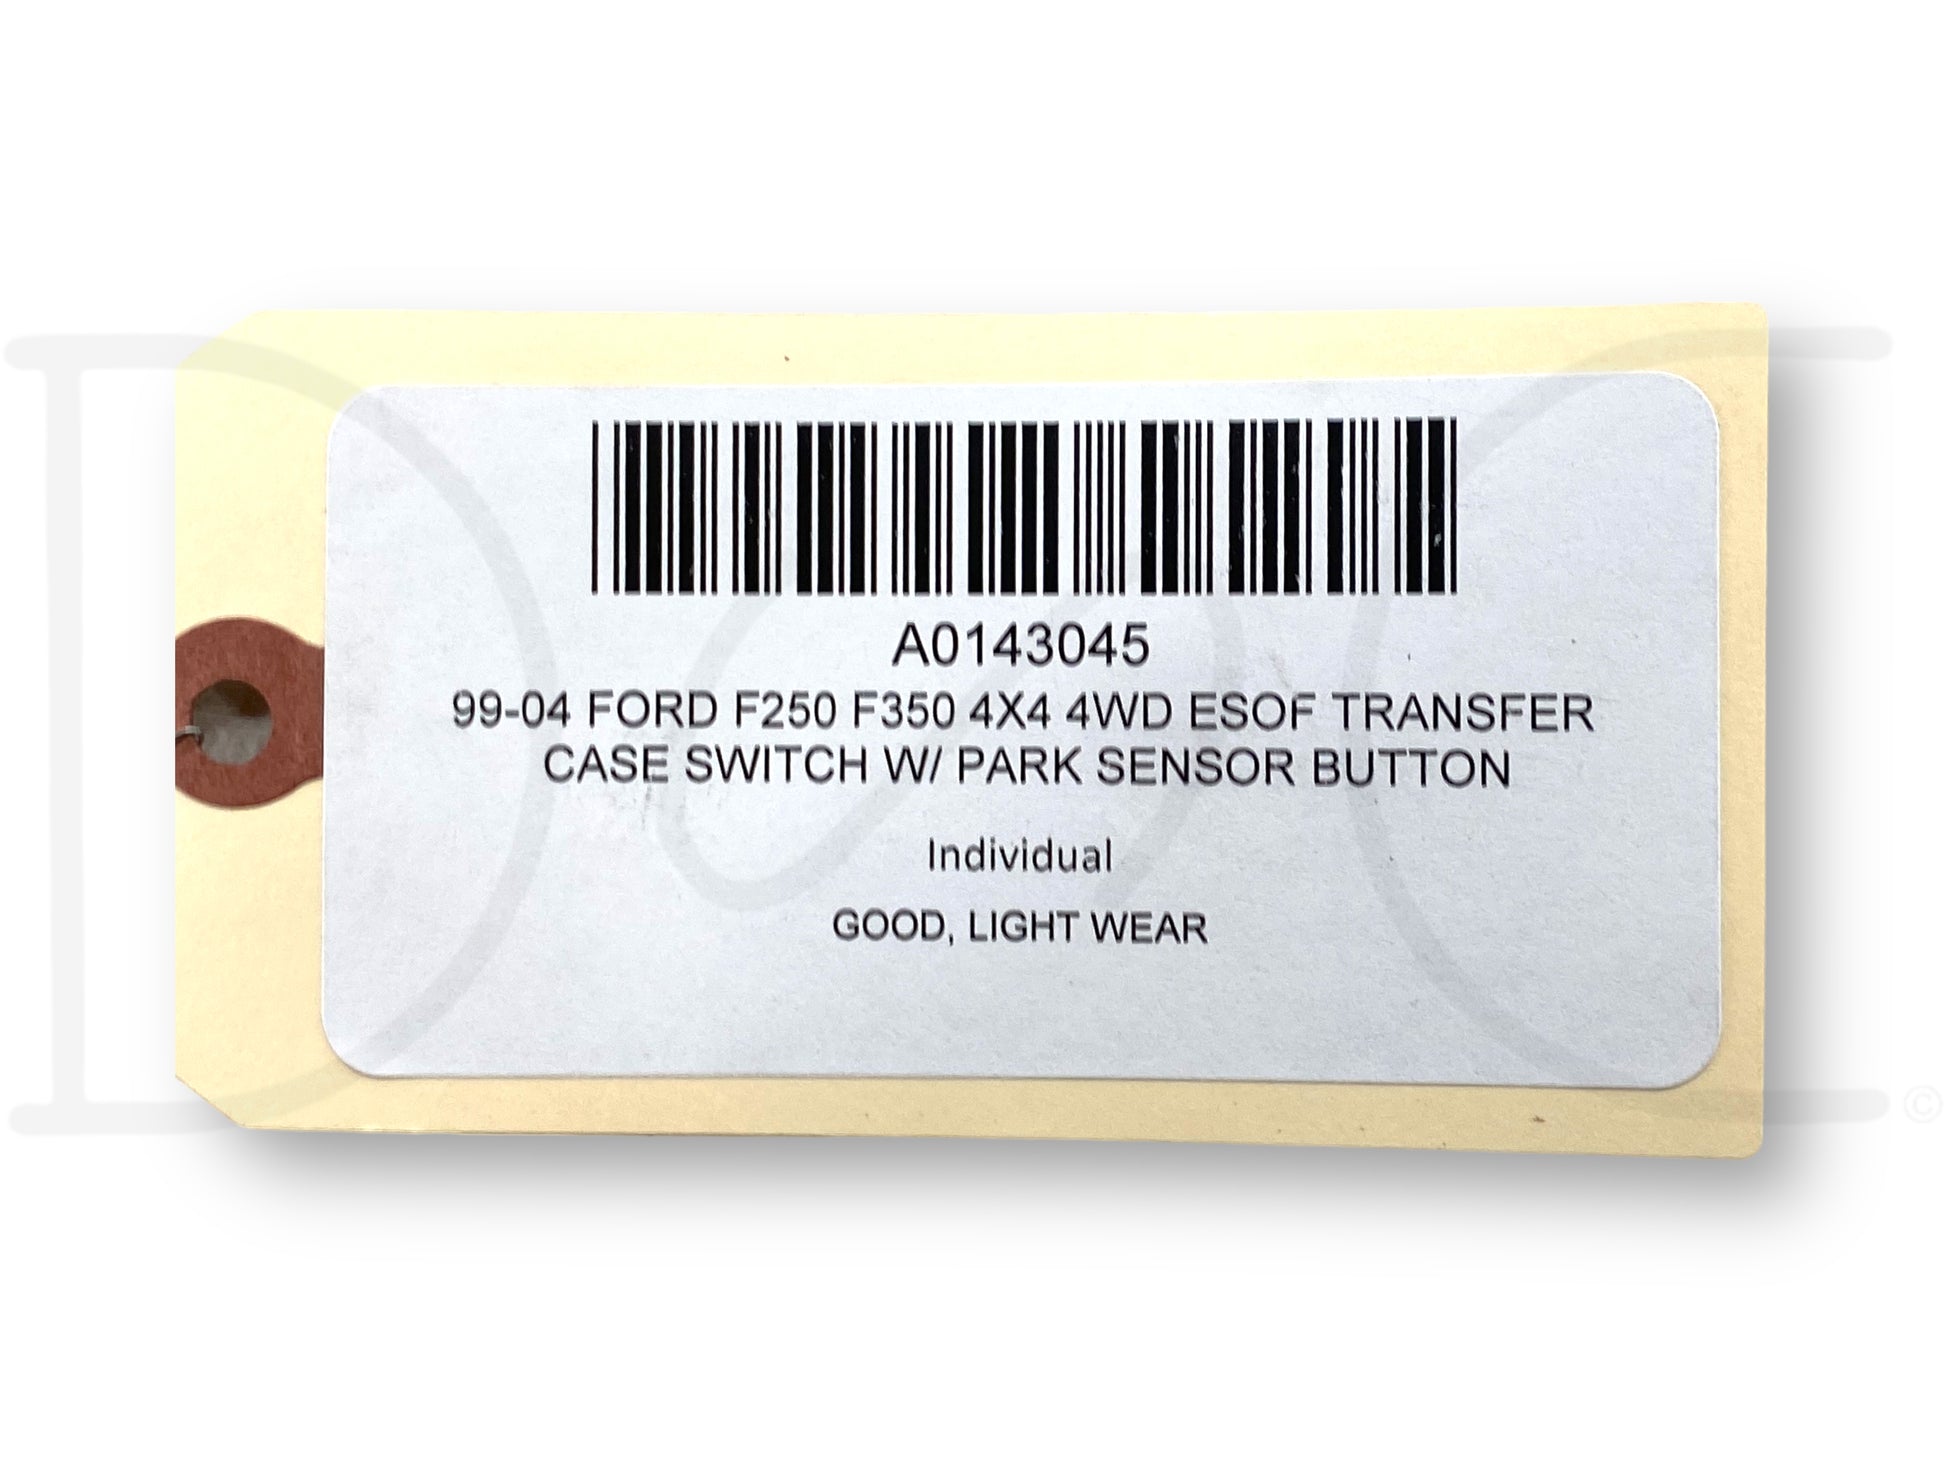 A0143045
99-04 FORD F250 F350 4X4 4WD ESOF TRANSFER
CASE SWITCH W/ PARK SENSOR BUTTON
Individual
GOOD, LIGHT WEAR
©